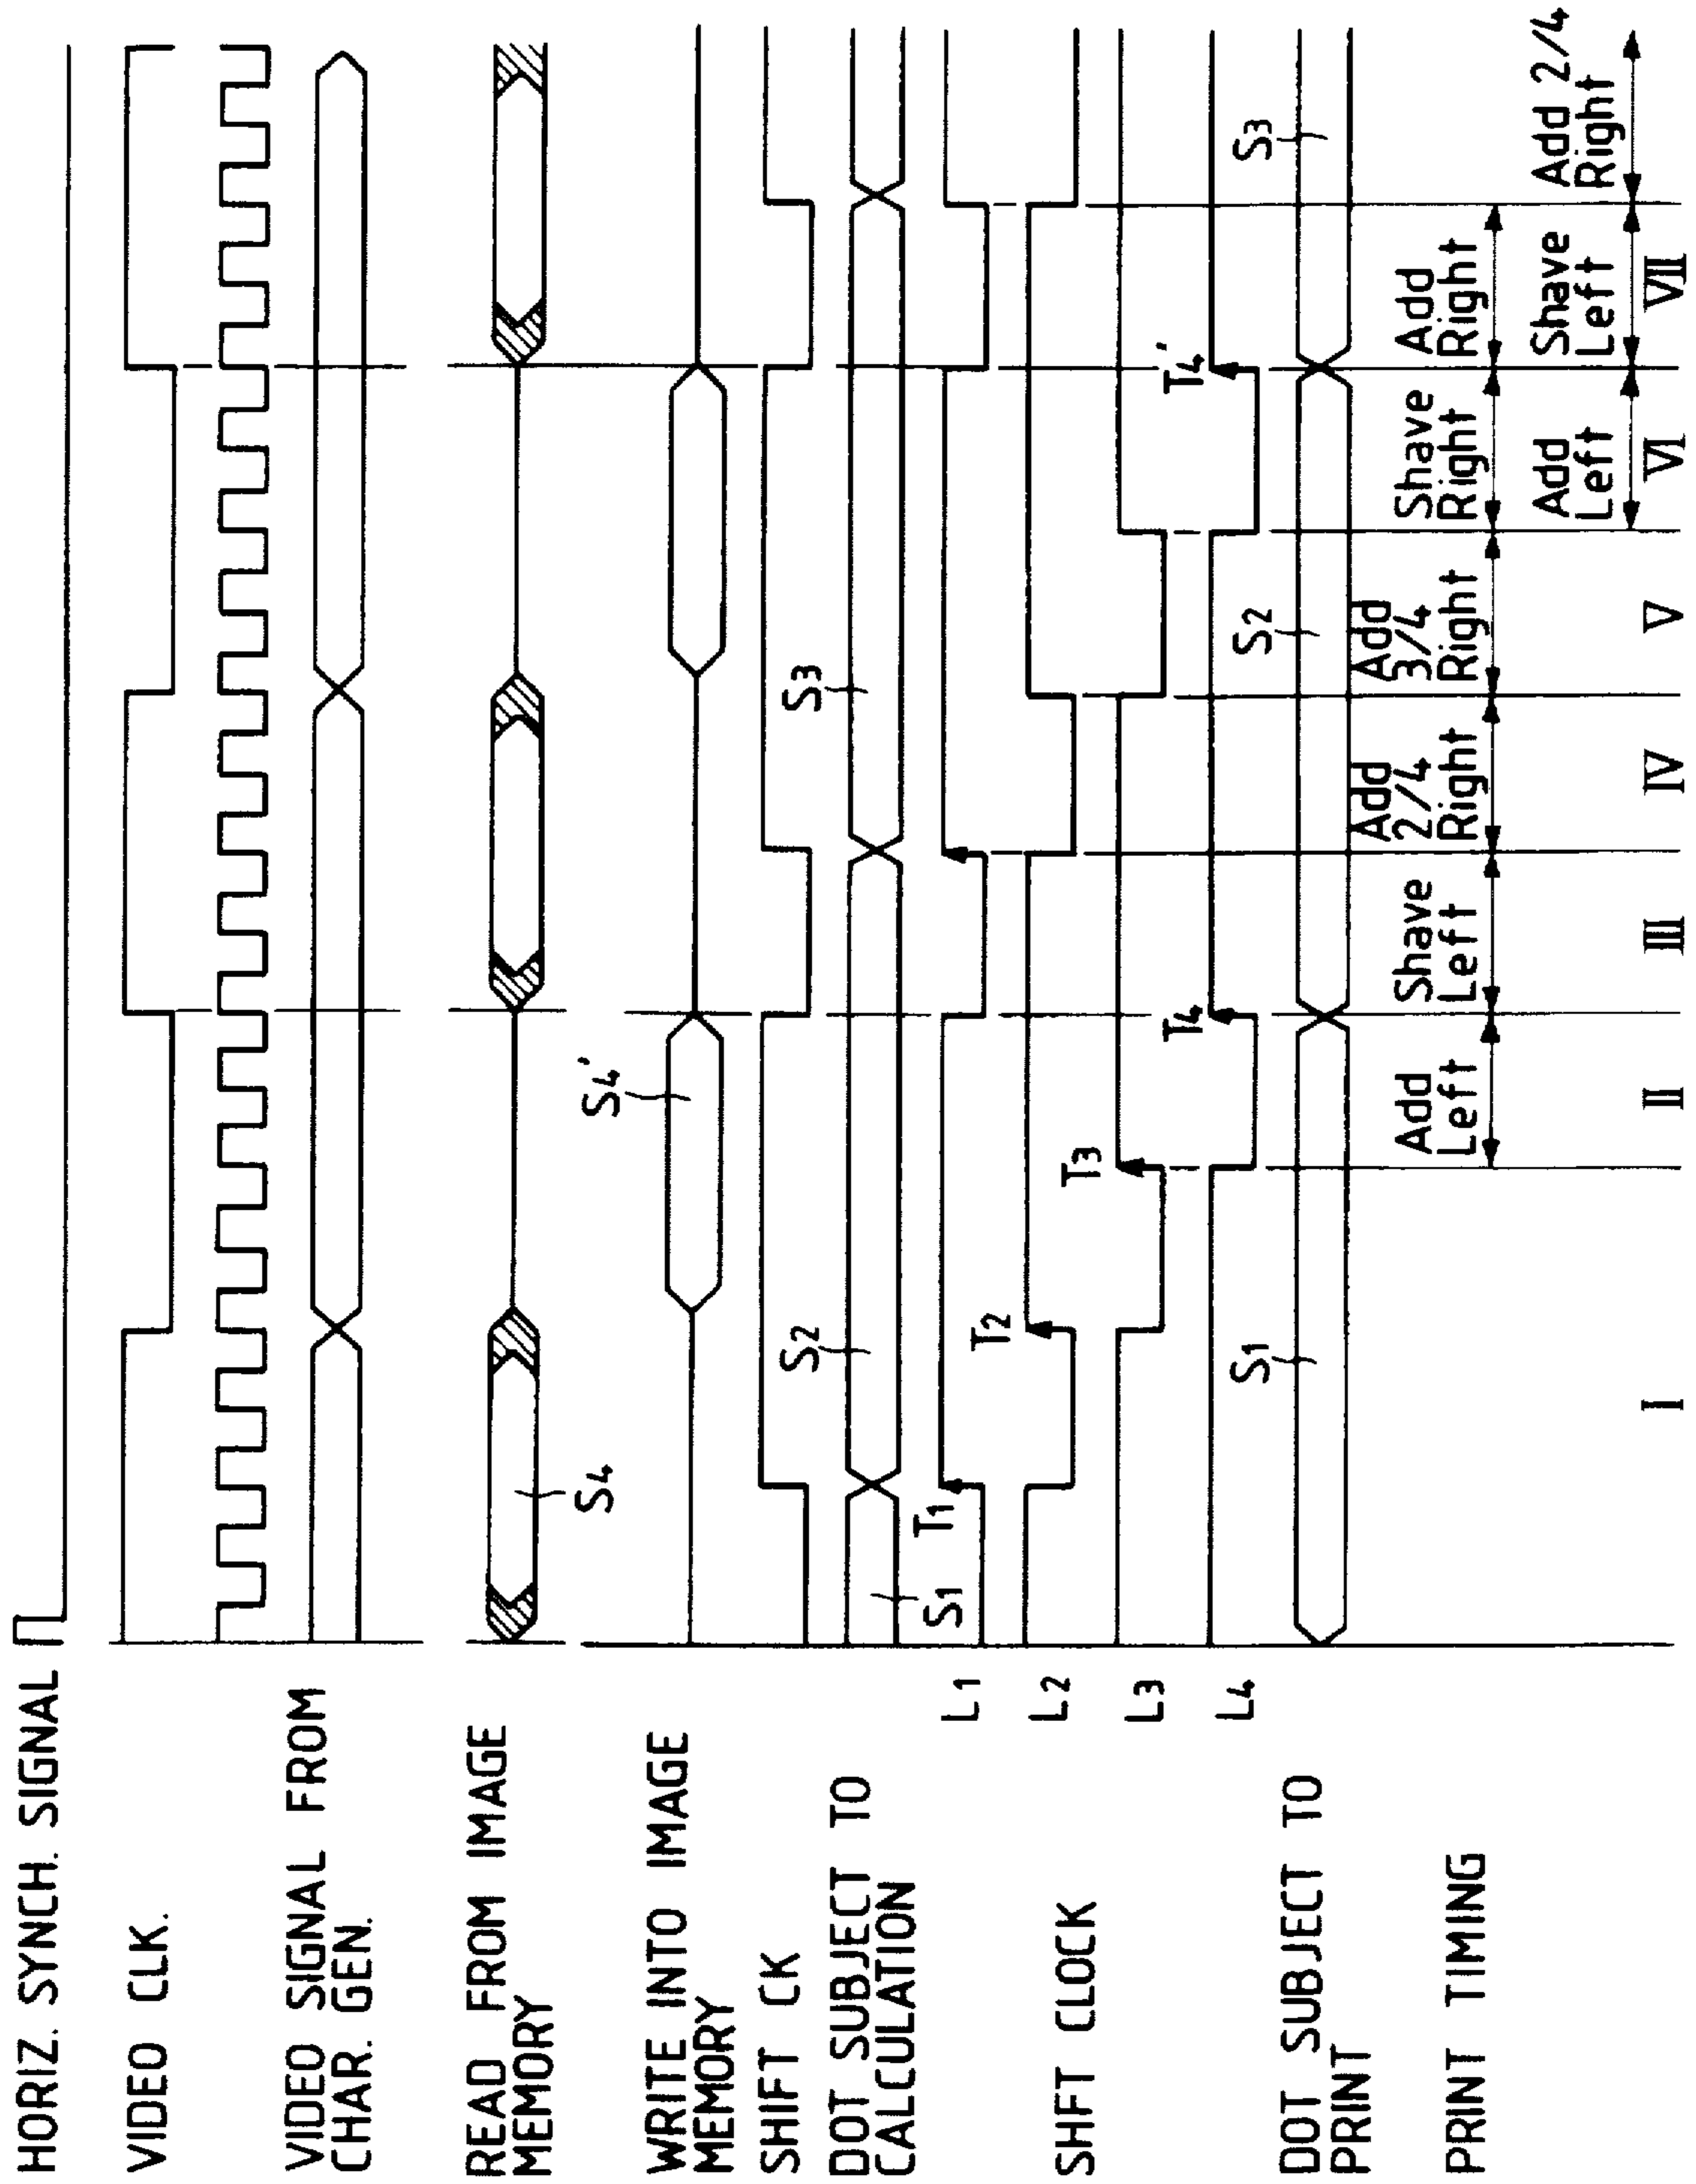 HORIZ. SYNCH. SIGNAL
VIDEO CLK.
VIDEO SIGNAL FROM
CHAR. GEN.
READ FROM IMAGE
MEMORY
S4
WRITE INTO IMAGE
MEMORY
S4'
SHIFT CK
DOT SUBJECT TO
CALCULATION
S1
S2
S3
SHIFT CLOCK
L1
T1
L2
T2
L3
T3
L4
T4
T4'
DOT SUBJECT TO
PRINT
S1
S2
S3
PRINT TIMING
Add
Left
Shave
Left
Add
2/4
Right
Add
3/4
Right
Shave
Right
Add
Right
Add
Left
Shave
Left
Add 2/4
Right
I
II
III
IV
V
VI
VII